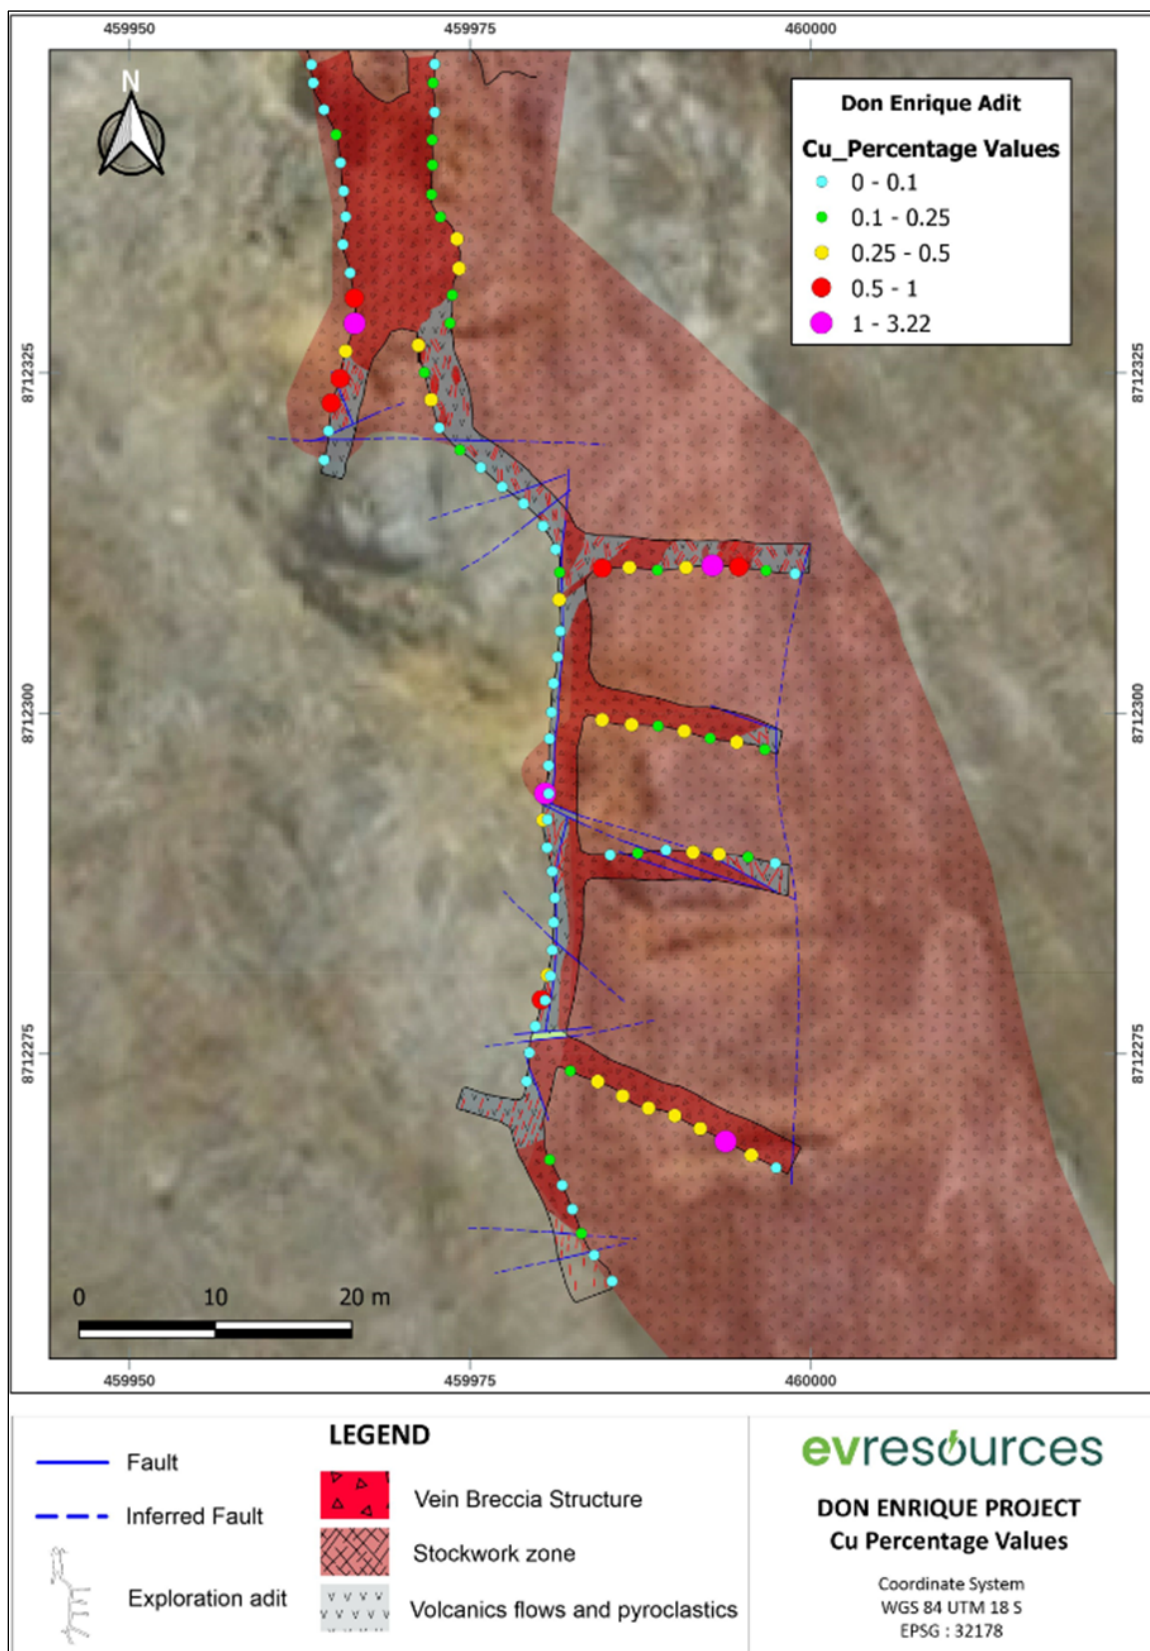 459950
459975
460000
N
Don Enrique Adit
Cu_Percentage Values
0 - 0.1
0.1 - 0.25
0.25 - 0.5
0.5 - 1
1 - 3.22
8712325
8712325
8712300
8712300
8712275
8712275
0 10 20 m
459950
459975
460000
LEGEND
Fault
Inferred Fault
Exploration adit
Vein Breccia Structure
Stockwork zone
Volcanics flows and pyroclastics
evresources
DON ENRIQUE PROJECT
Cu Percentage Values
Coordinate System
WGS 84 UTM 18 S
EPSG : 32178